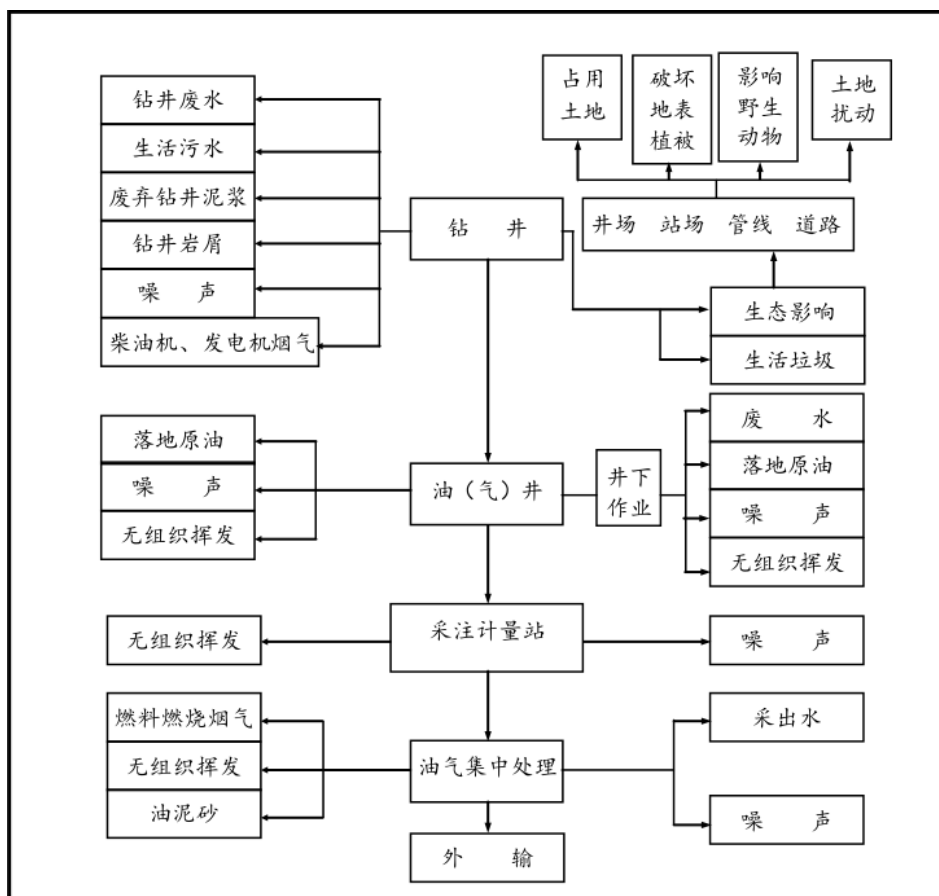 占用
土地
破坏
地表
植被
影响
野生
动物
土地
扰动
钻井废水
生活污水
废弃钻井泥浆
钻井岩屑
噪 声
柴油机、发电机烟气
钻 井
井场 站场 管线 道路
生态影响
生活垃圾
落地原油
噪 声
无组织挥发
油（气）井
井下
作业
废 水
落地原油
噪 声
无组织挥发
无组织挥发
采注计量站
噪 声
燃料燃烧烟气
无组织挥发
油泥砂
油气集中处理
采出水
噪 声
外 输